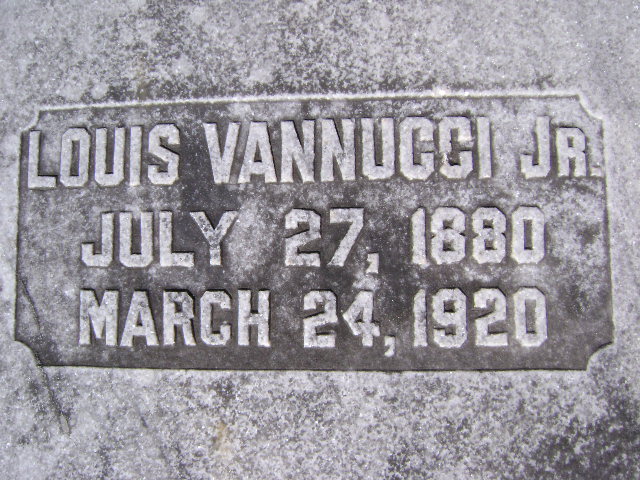 LOUIS VANNUCCI JR.
JULY 27, 1880
MARCH 24, 1920